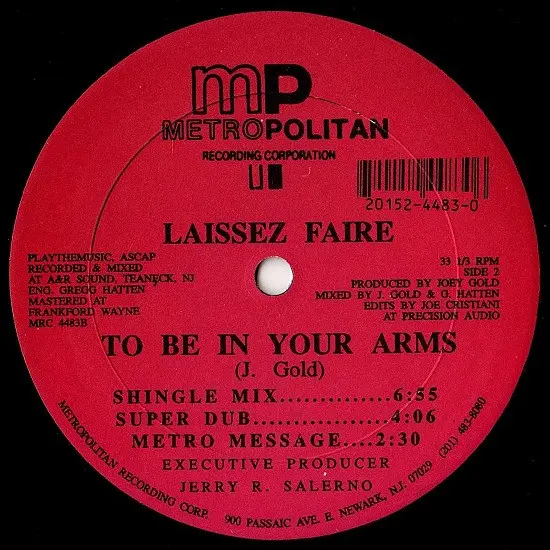 mp
METROPOLITAN
RECORDING CORPORATION
20152-4483-0
LAISSEZ FAIRE
PLAYTHEMUSIC, ASCAP
RECORDED & MIXED
AT A&R SOUND, TEANECK, NJ
ENG. GREGG HATTEN
MASTERED AT
FRANKFORD WAYNE
MRC 4483B
33 1/3 RPM
SIDE 2
PRODUCED BY JOEY GOLD
MIXED BY J. GOLD & G. HATTEN
EDITS BY JOE CRISTIANI
AT PRECISION AUDIO
TO BE IN YOUR ARMS
(J. Gold)
SHINGLE MIX..............6:55
SUPER DUB.................4:06
METRO MESSAGE....2:30
EXECUTIVE PRODUCER
JERRY R. SALERNO
METROPOLITAN RECORDING CORP. 900 PASSAIC AVE. E. NEWARK, N.J. 07029 (201) 483-8080